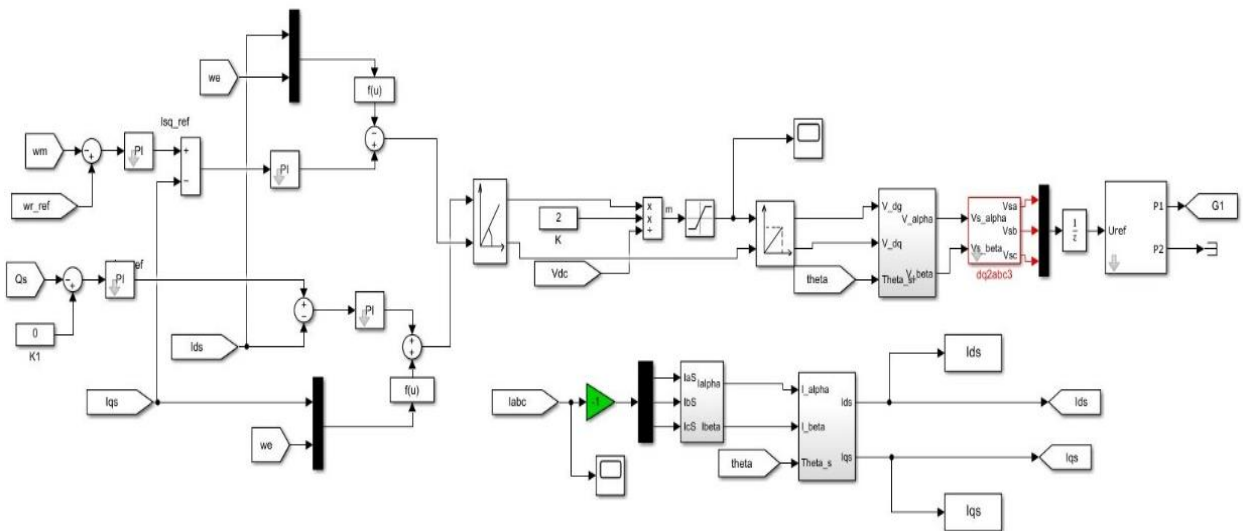 we
f(u)
Isq_ref
wm
-
+
PI
+
-
PI
-
+
wr_ref
x
x
÷
m
2
K
Vdc
V_dg
V_dq
Theta_sr
V_alpha
V_beta
theta
Vs_alpha
Vs_beta
Vsa
Vsb
Vsc
dq2abc3
1
z
Uref
P1
P2
G1
Qs
-
+
PI
0
K1
+
-
PI
+
+
Ids
f(u)
Iqs
we
Iabc
-1
IaS
IbS
IcS
Ialpha
Ibeta
theta
I_alpha
I_beta
Theta_s
Ids
Iqs
Ids
Ids
Iqs
Iqs